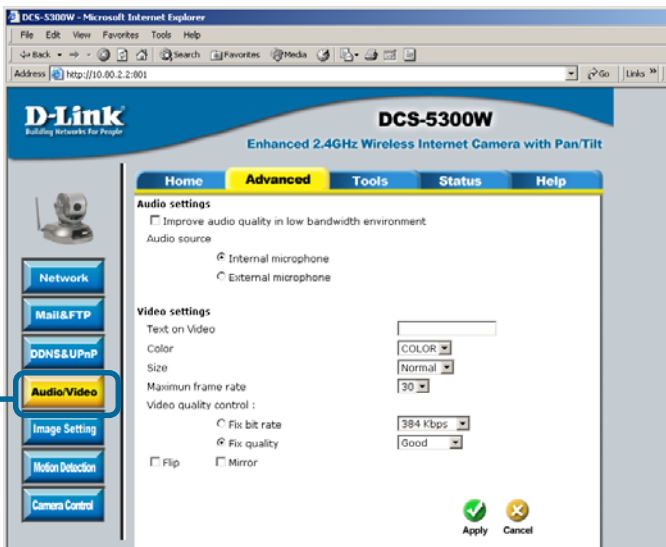 DCS-5300W - Microsoft Internet Explorer
File Edit View Favorites Tools Help
Back Search Favorites Media
Address http://10.00.2.2:001 Go Links »
D-Link
Building Networks for People
DCS-5300W
Enhanced 2.4GHz Wireless Internet Camera with Pan/Tilt
Home Advanced Tools Status Help
Network
Mail&FTP
DDNS&UPnP
Audio/Video
Image Setting
Motion Detection
Camera Control
Audio settings
Improve audio quality in low bandwidth environment
Audio source
Internal microphone
External microphone
Video settings
Text on Video
Color COLOR
Size Normal
Maximun frame rate 30
Video quality control :
Fix bit rate 384 Kbps
Fix quality Good
Flip Mirror
Apply Cancel